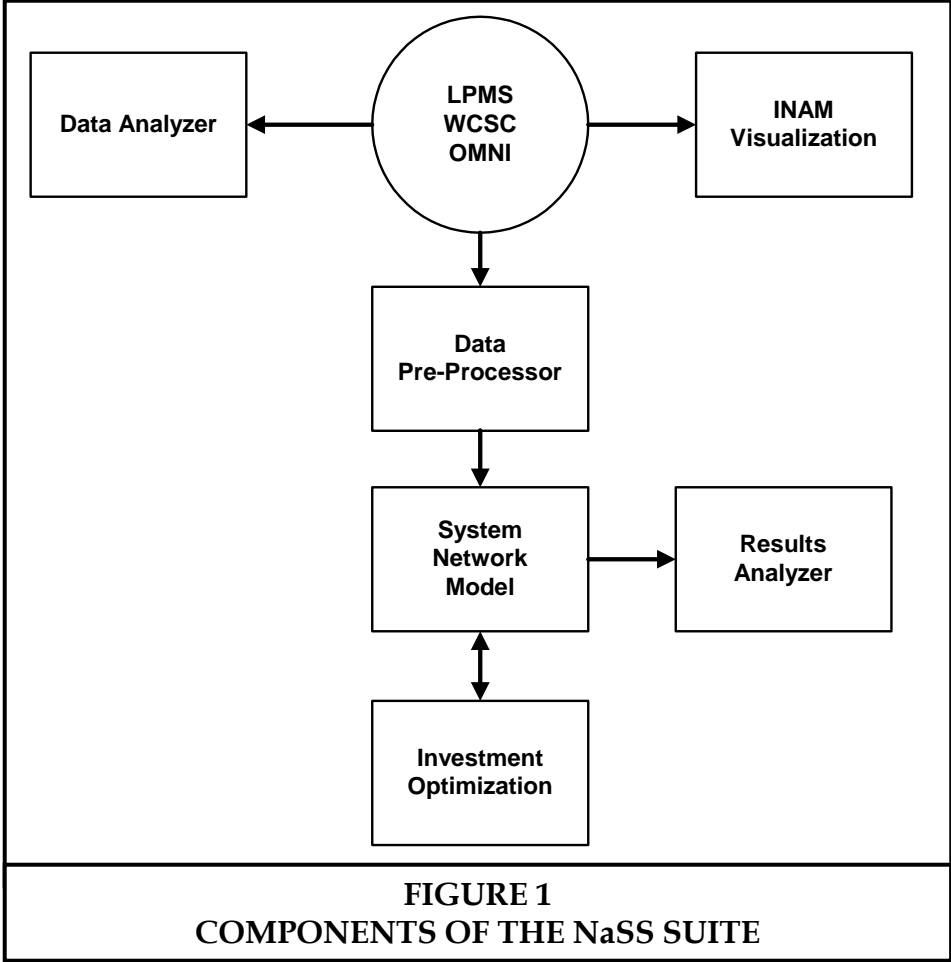 LPMS
WCSC
OMNI
Data Analyzer
INAM
Visualization
Data
Pre-Processor
System
Network
Model
Results
Analyzer
Investment
Optimization
FIGURE 1
COMPONENTS OF THE NaSS SUITE